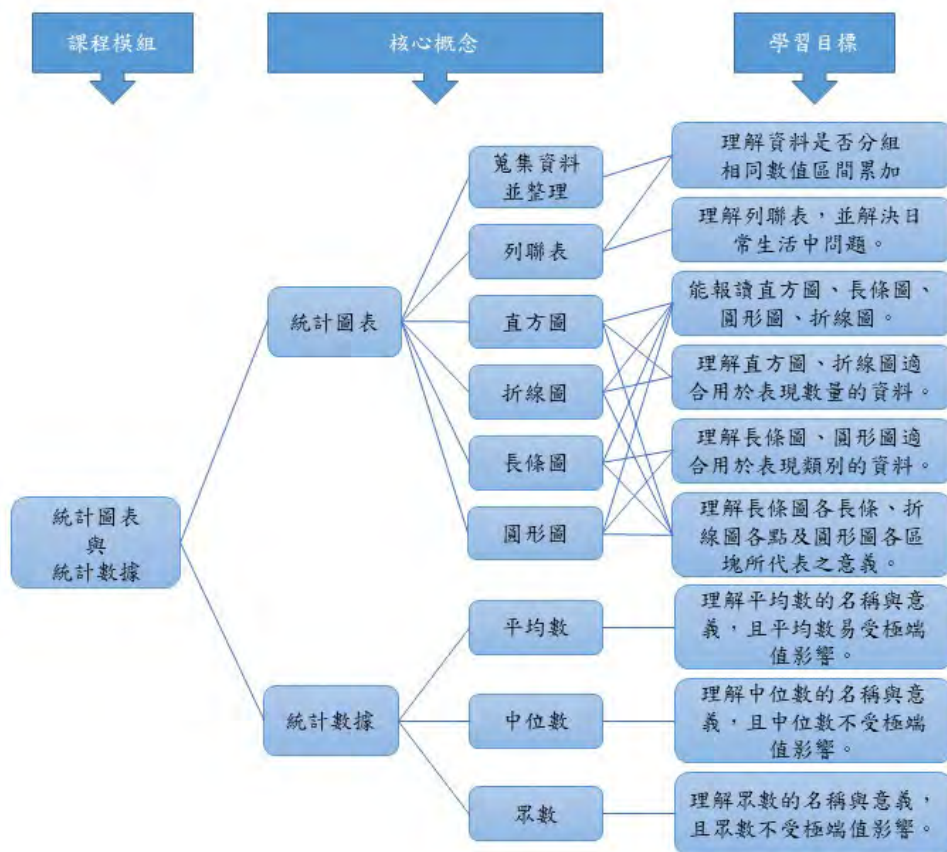 課程模組
核心概念
學習目標
統計圖表
與
統計數據
統計圖表
統計數據
蒐集資料
並整理
列聯表
直方圖
折線圖
長條圖
圓形圖
平均數
中位數
眾數
理解資料是否分組
相同數值區間累加
理解列聯表，並解決日
常生活中問題。
能報讀直方圖、長條圖、
圓形圖、折線圖。
理解直方圖、折線圖適
合用於表現數量的資料。
理解長條圖、圓形圖適
合用於表現類別的資料。
理解長條圖各長條、折
線圖各點及圓形圖各區
塊所代表之意義。
理解平均數的名稱與意
義，且平均數易受極端
值影響。
理解中位數的名稱與意
義，且中位數不受極端
值影響。
理解眾數的名稱與意義，
且眾數不受極端值影響。